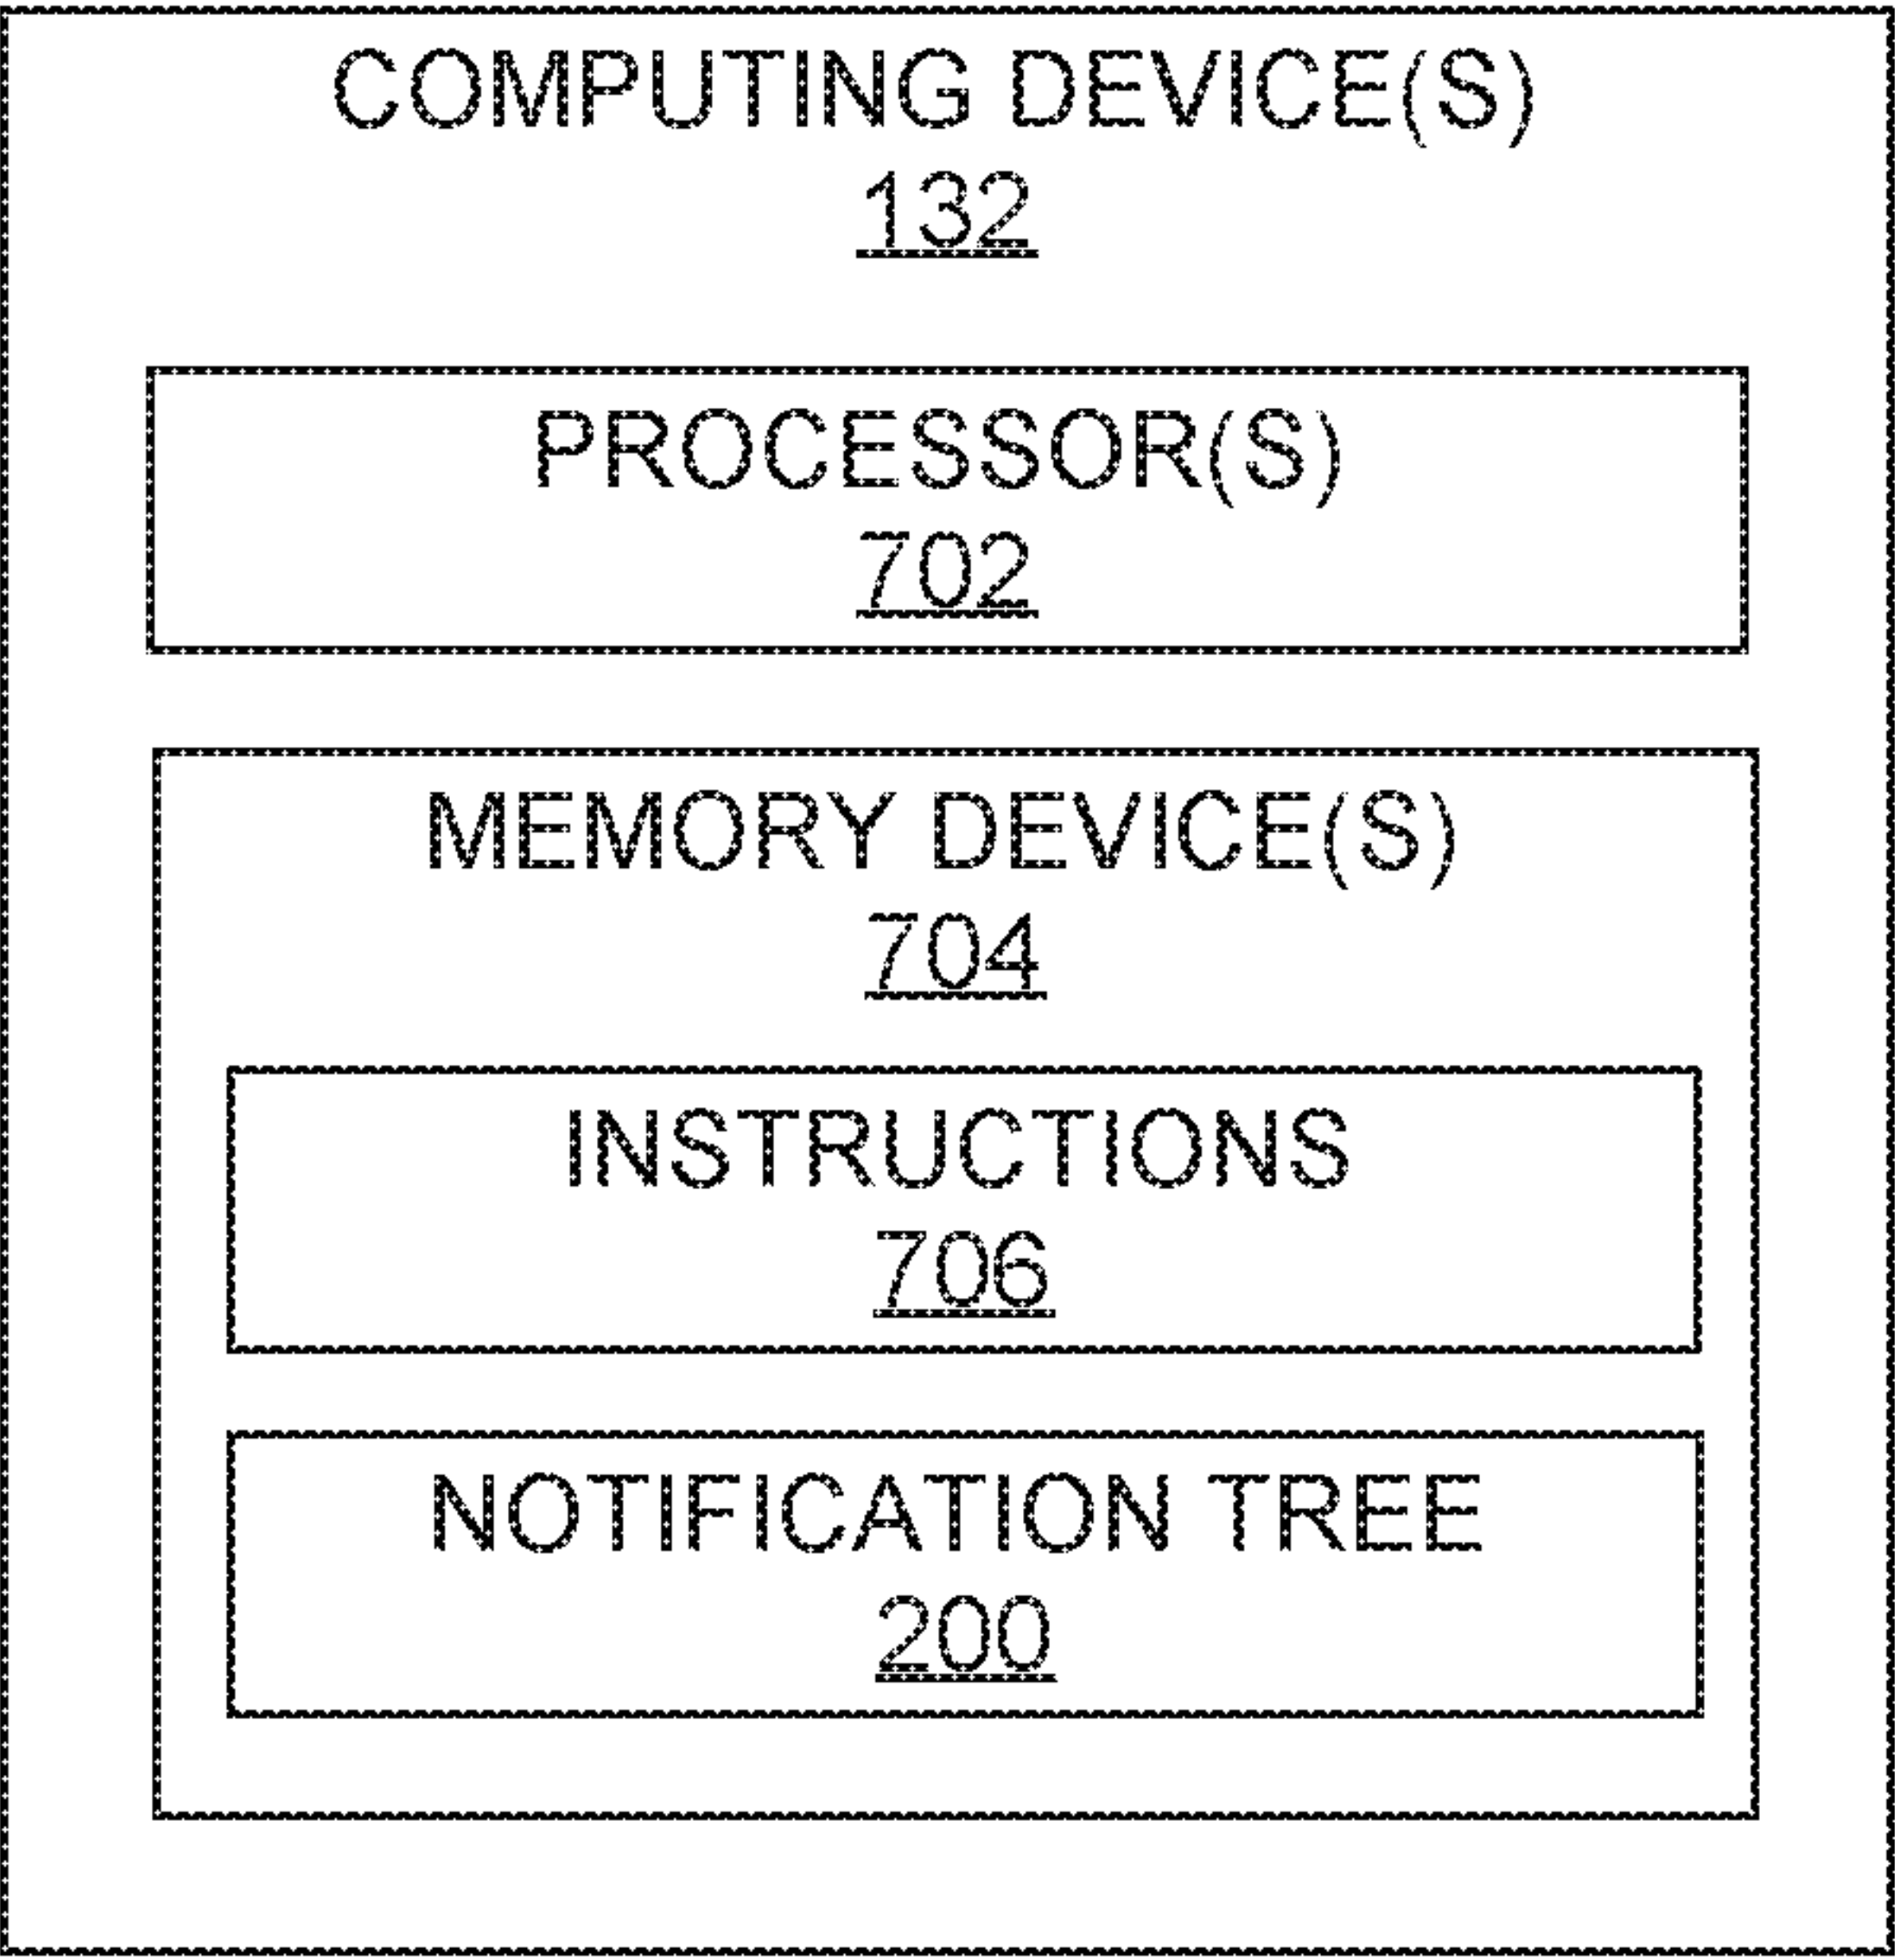 COMPUTING DEVICE(S)
132
PROCESSOR(S)
702
MEMORY DEVICE(S)
704
INSTRUCTIONS
706
NOTIFICATION TREE
200